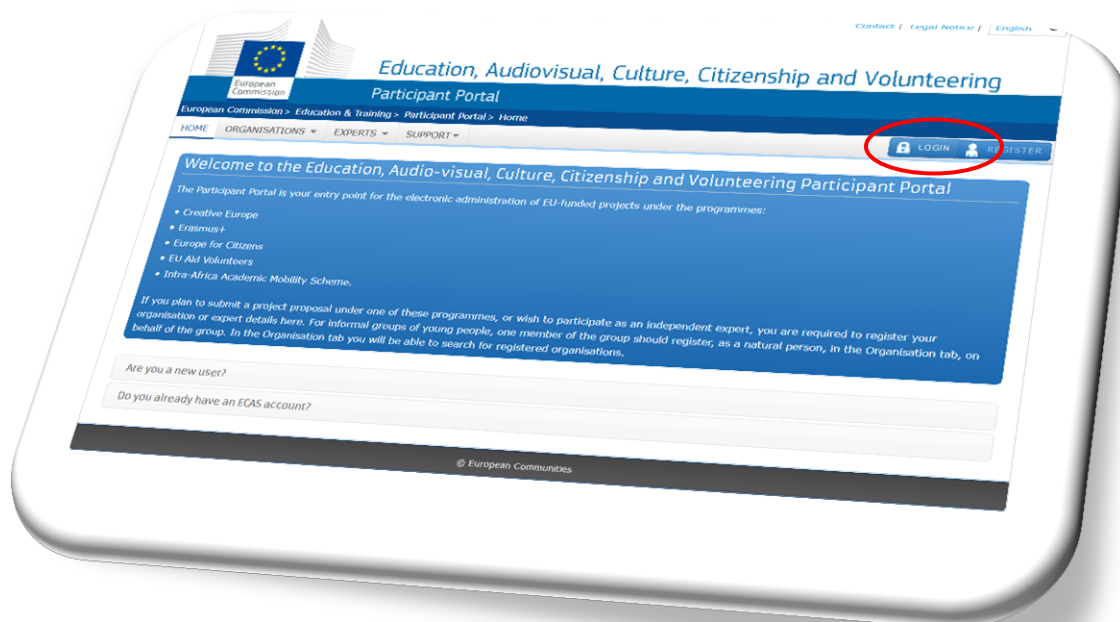 Contact | Legal Notice | English
European
Commission
Education, Audiovisual, Culture, Citizenship and Volunteering
Participant Portal
European Commission > Education & Training > Participant Portal > Home
HOME ORGANISATIONS EXPERTS SUPPORT LOGIN REGISTER
Welcome to the Education, Audio-visual, Culture, Citizenship and Volunteering Participant Portal
The Participant Portal is your entry point for the electronic administration of EU-funded projects under the programmes:
• Creative Europe
• Erasmus+
• Europe for Citizens
• EU Aid Volunteers
• Intra-Africa Academic Mobility Scheme.
If you plan to submit a project proposal under one of these programmes, or wish to participate as an independent expert, you are required to register your
organisation or expert details here. For informal groups of young people, one member of the group should register, as a natural person, in the Organisation tab, on
behalf of the group. In the Organisation tab you will be able to search for registered organisations.
Are you a new user?
Do you already have an ECAS account?
© European Communities